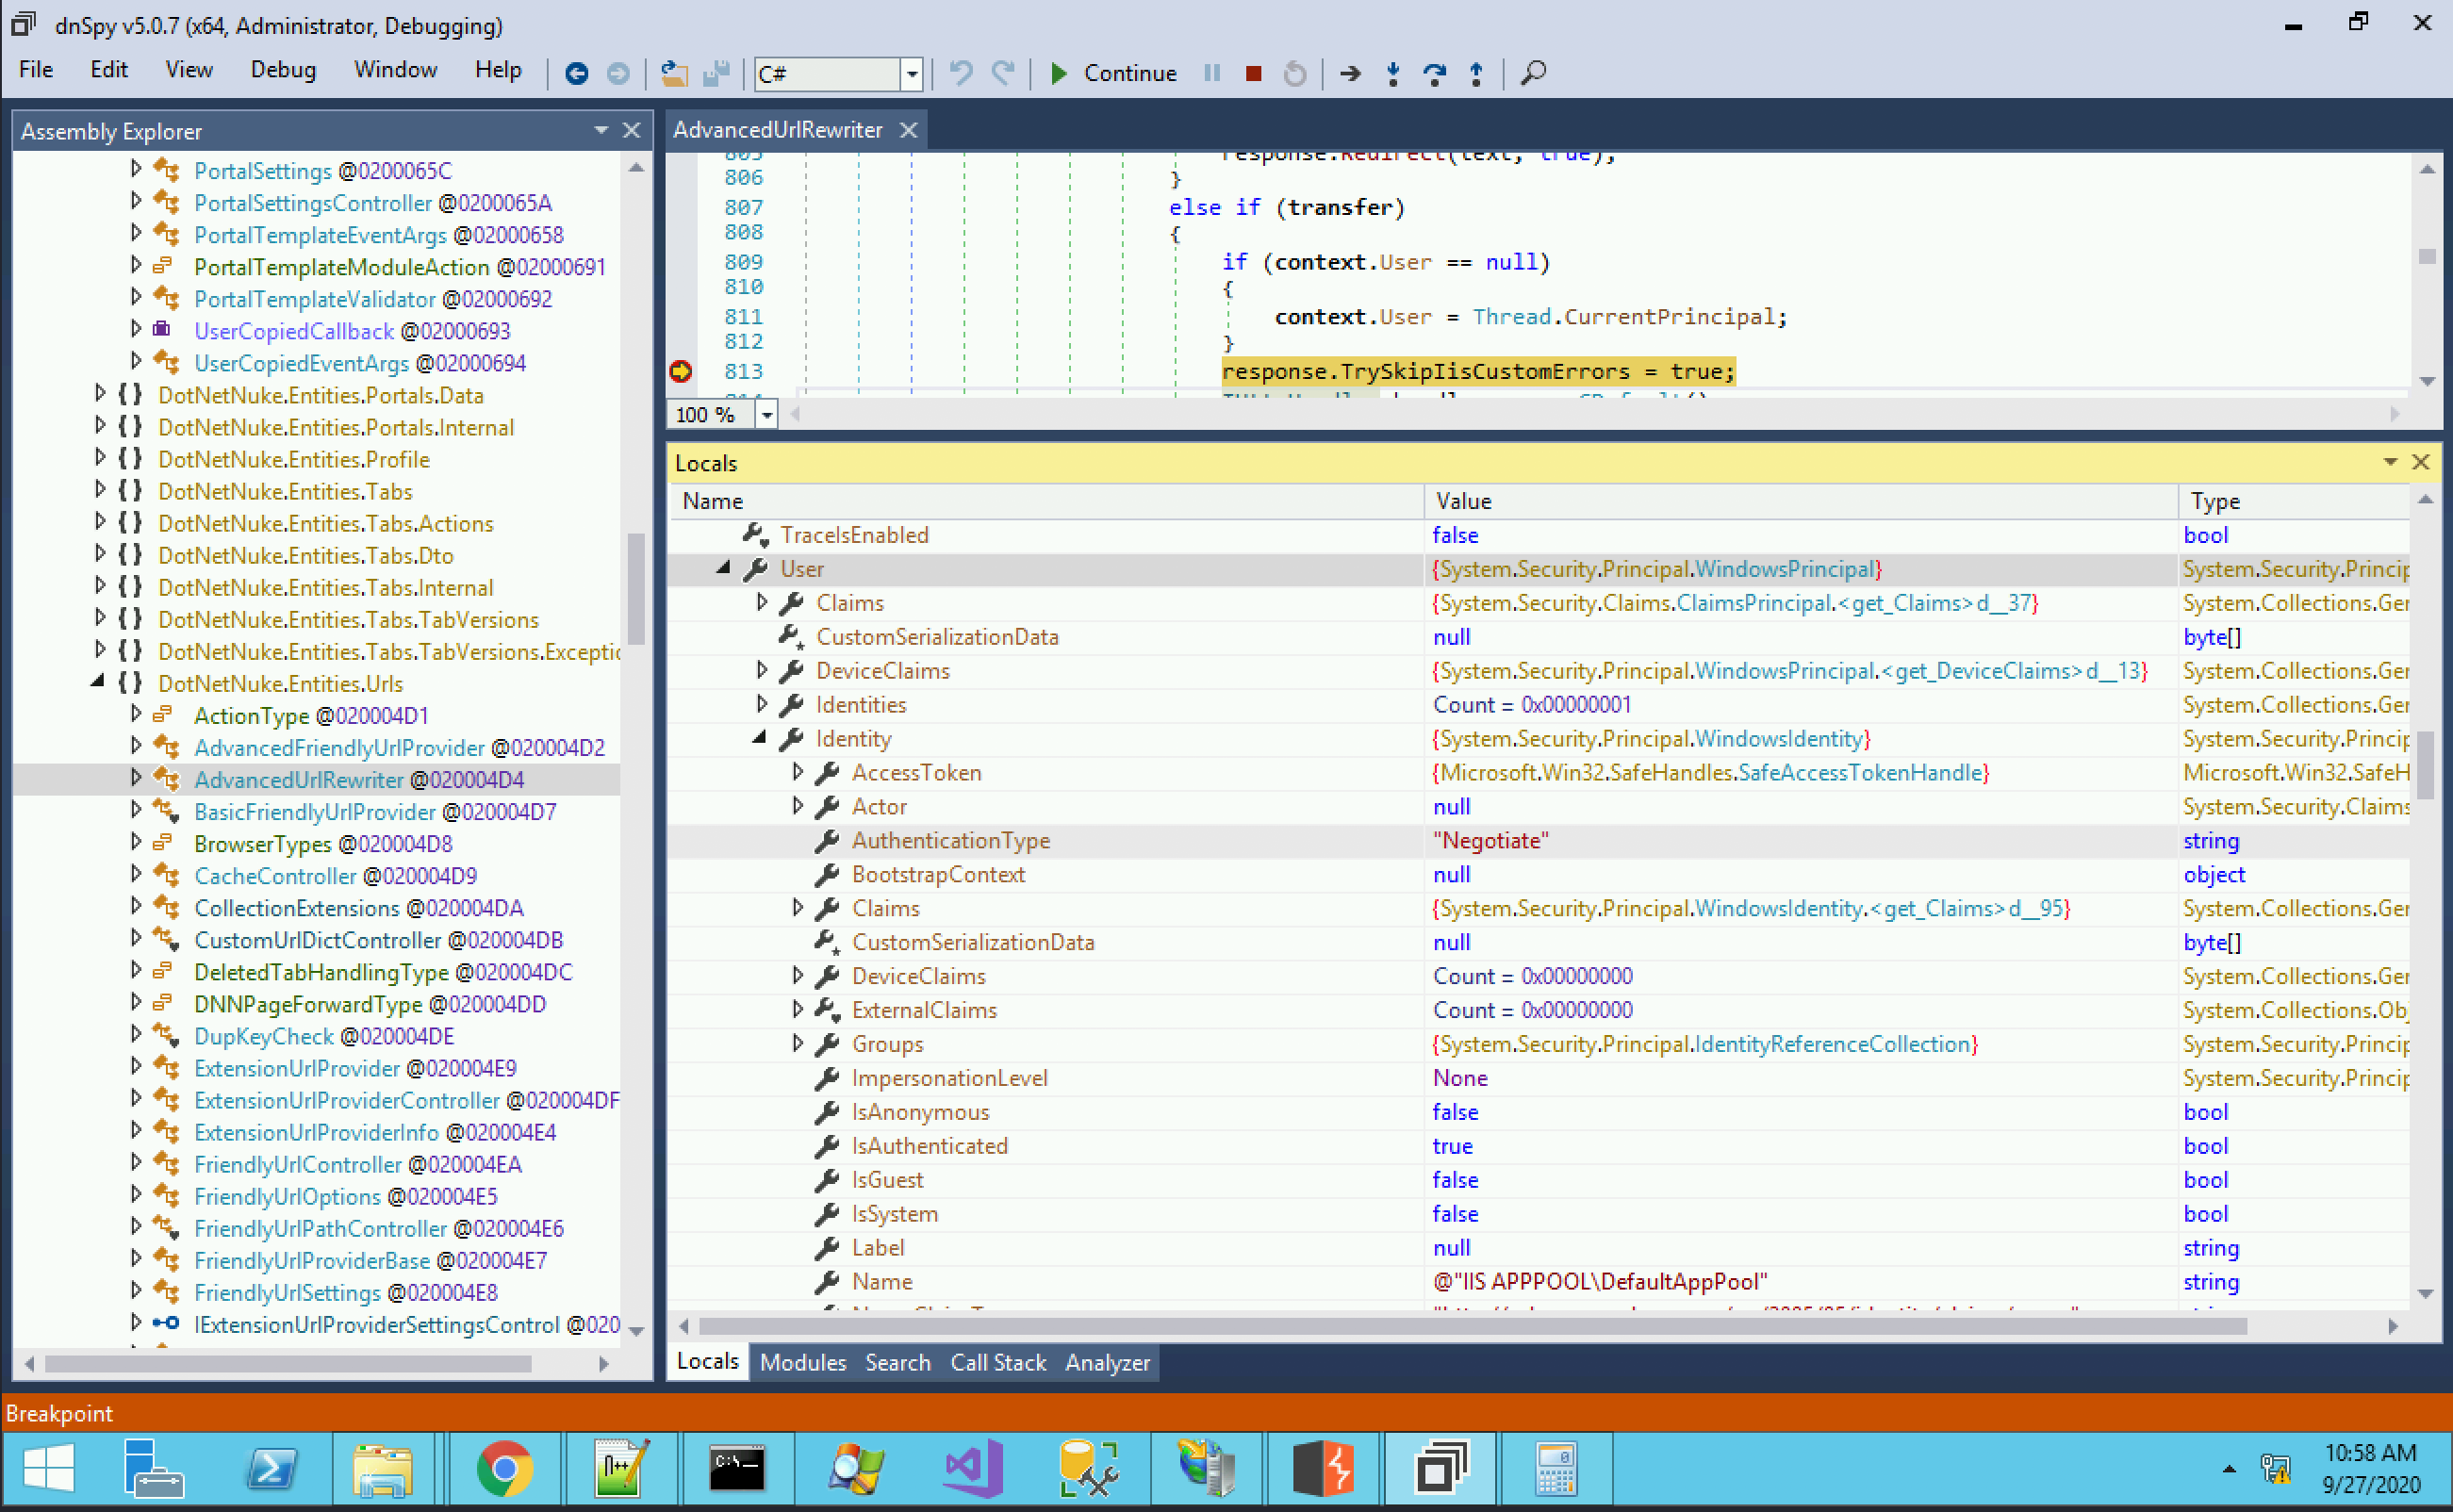 dnSpy v5.0.7 (x64, Administrator, Debugging)
File Edit View Debug Window Help C# Continue
Assembly Explorer
PortalSettings @0200065C
PortalSettingsController @0200065A
PortalTemplateEventArgs @02000658
PortalTemplateModuleAction @02000691
PortalTemplateValidator @02000692
UserCopiedCallback @02000693
UserCopiedEventArgs @02000694
{ } DotNetNuke.Entities.Portals.Data
{ } DotNetNuke.Entities.Portals.Internal
{ } DotNetNuke.Entities.Profile
{ } DotNetNuke.Entities.Tabs
{ } DotNetNuke.Entities.Tabs.Actions
{ } DotNetNuke.Entities.Tabs.Dto
{ } DotNetNuke.Entities.Tabs.Internal
{ } DotNetNuke.Entities.Tabs.TabVersions
{ } DotNetNuke.Entities.Tabs.TabVersions.Exceptic
{ } DotNetNuke.Entities.Urls
ActionType @020004D1
AdvancedFriendlyUrlProvider @020004D2
AdvancedUrlRewriter @020004D4
BasicFriendlyUrlProvider @020004D7
BrowserTypes @020004D8
CacheController @020004D9
CollectionExtensions @020004DA
CustomUrlDictController @020004DB
DeletedTabHandlingType @020004DC
DNNPageForwardType @020004DD
DupKeyCheck @020004DE
ExtensionUrlProvider @020004E9
ExtensionUrlProviderController @020004DF
ExtensionUrlProviderInfo @020004E4
FriendlyUrlController @020004EA
FriendlyUrlOptions @020004E5
FriendlyUrlPathController @020004E6
FriendlyUrlProviderBase @020004E7
FriendlyUrlSettings @020004E8
IExtensionUrlProviderSettingsControl @020
AdvancedUrlRewriter
805 response.Redirect(text, true);
806 }
807 else if (transfer)
808 {
809 if (context.User == null)
810 {
811 context.User = Thread.CurrentPrincipal;
812 }
813 response.TrySkipIisCustomErrors = true;
100 %
Locals
Name Value Type
TraceIsEnabled false bool
User {System.Security.Principal.WindowsPrincipal} System.Security.Princip
Claims {System.Security.Claims.ClaimsPrincipal.<get_Claims>d__37} System.Collections.Ger
CustomSerializationData null byte[]
DeviceClaims {System.Security.Principal.WindowsPrincipal.<get_DeviceClaims>d__13} System.Collections.Ger
Identities Count = 0x00000001 System.Collections.Ger
Identity {System.Security.Principal.WindowsIdentity} System.Security.Princip
AccessToken {Microsoft.Win32.SafeHandles.SafeAccessTokenHandle} Microsoft.Win32.SafeH
Actor null System.Security.Claims
AuthenticationType "Negotiate" string
BootstrapContext null object
Claims {System.Security.Principal.WindowsIdentity.<get_Claims>d__95} System.Collections.Ger
CustomSerializationData null byte[]
DeviceClaims Count = 0x00000000 System.Collections.Ger
ExternalClaims Count = 0x00000000 System.Collections.Obj
Groups {System.Security.Principal.IdentityReferenceCollection} System.Security.Princip
ImpersonationLevel None System.Security.Princip
IsAnonymous false bool
IsAuthenticated true bool
IsGuest false bool
IsSystem false bool
Label null string
Name @"IIS APPPOOL\DefaultAppPool" string
Locals Modules Search Call Stack Analyzer
Breakpoint
10:58 AM
9/27/2020